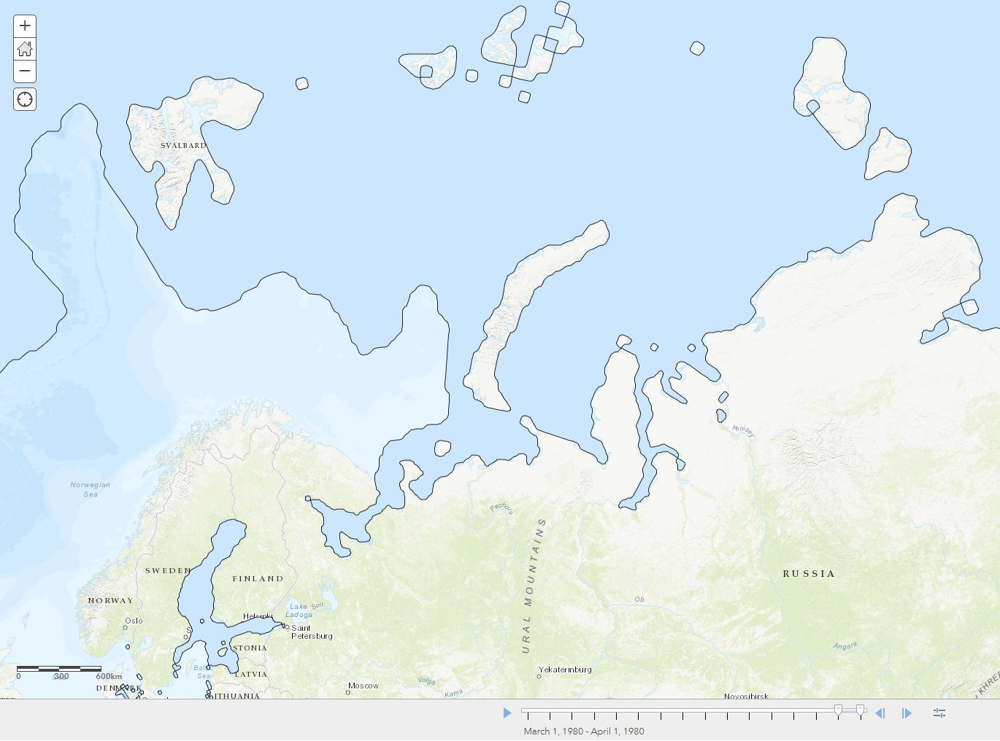 +
−
SVALBARD
Yenisey
Norwegian
Sea
Pechora
URAL MOUNTAINS
SWEDEN
FINLAND
RUSSIA
NORWAY
Ob
Lake
Ladoga
Svir
Helsinki
Oslo
S
Saint
Petersburg
STONIA
Angara
Baltic
Sea
LATVIA
Yekaterinburg
0 300 600km
Volga
Kama
DENMARK
Moscow
ITHUANIA
Novosibirsk
March 1, 1980 - April 1, 1980